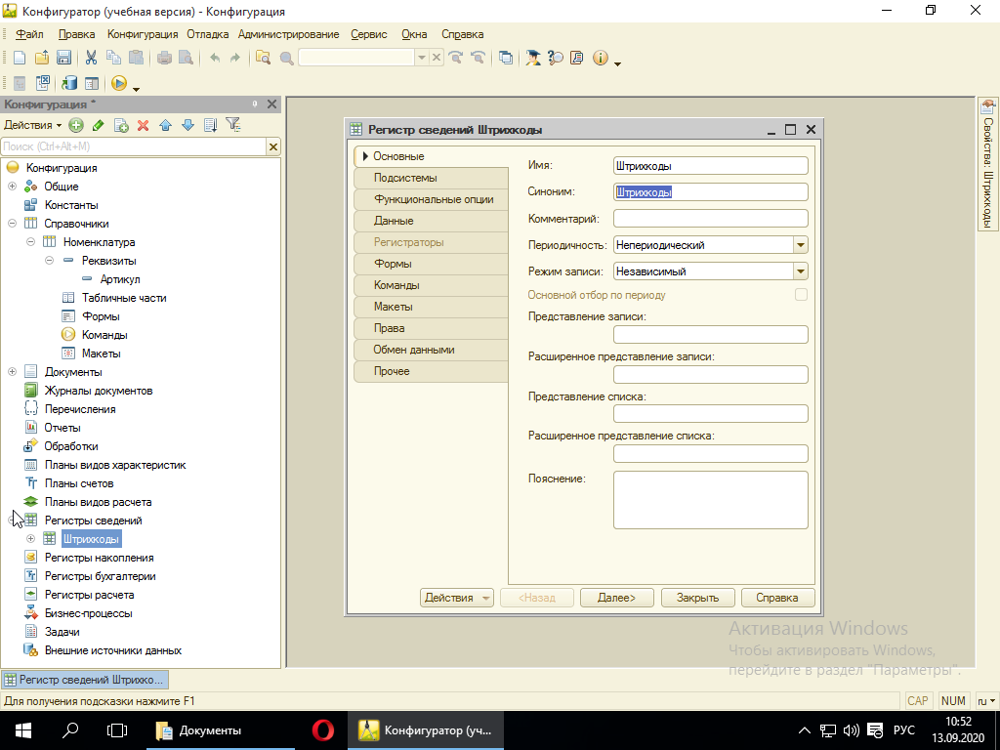 Конфигуратор (учебная версия) - Конфигурация
Файл Правка Конфигурация Отладка Администрирование Сервис Окна Справка
Конфигурация *
Действия
Поиск (Ctrl+Alt+M)
Конфигурация
Общие
Константы
Справочники
Номенклатура
Реквизиты
Артикул
Табличные части
Формы
Команды
Макеты
Документы
Журналы документов
Перечисления
Отчеты
Обработки
Планы видов характеристик
Планы счетов
Планы видов расчета
Регистры сведений
Штрихкоды
Регистры накопления
Регистры бухгалтерии
Регистры расчета
Бизнес-процессы
Задачи
Внешние источники данных
Регистр сведений Штрихкоды
Основные
Подсистемы
Функциональные опции
Данные
Регистраторы
Формы
Команды
Макеты
Права
Обмен данными
Прочее
Имя: Штрихкоды
Синоним: Штрихкоды
Комментарий:
Периодичность: Непериодический
Режим записи: Независимый
Основной отбор по периоду
Представление записи:
Расширенное представление записи:
Представление списка:
Расширенное представление списка:
Пояснение:
Действия <Назад Далее> Закрыть Справка
Свойства: Штрихкоды
Активация Windows
Чтобы активировать Windows,
перейдите в раздел "Параметры".
Регистр сведений Штрихко...
Для получения подсказки нажмите F1 CAP NUM ru
Документы Конфигуратор (уч... РУС 10:52
13.09.2020